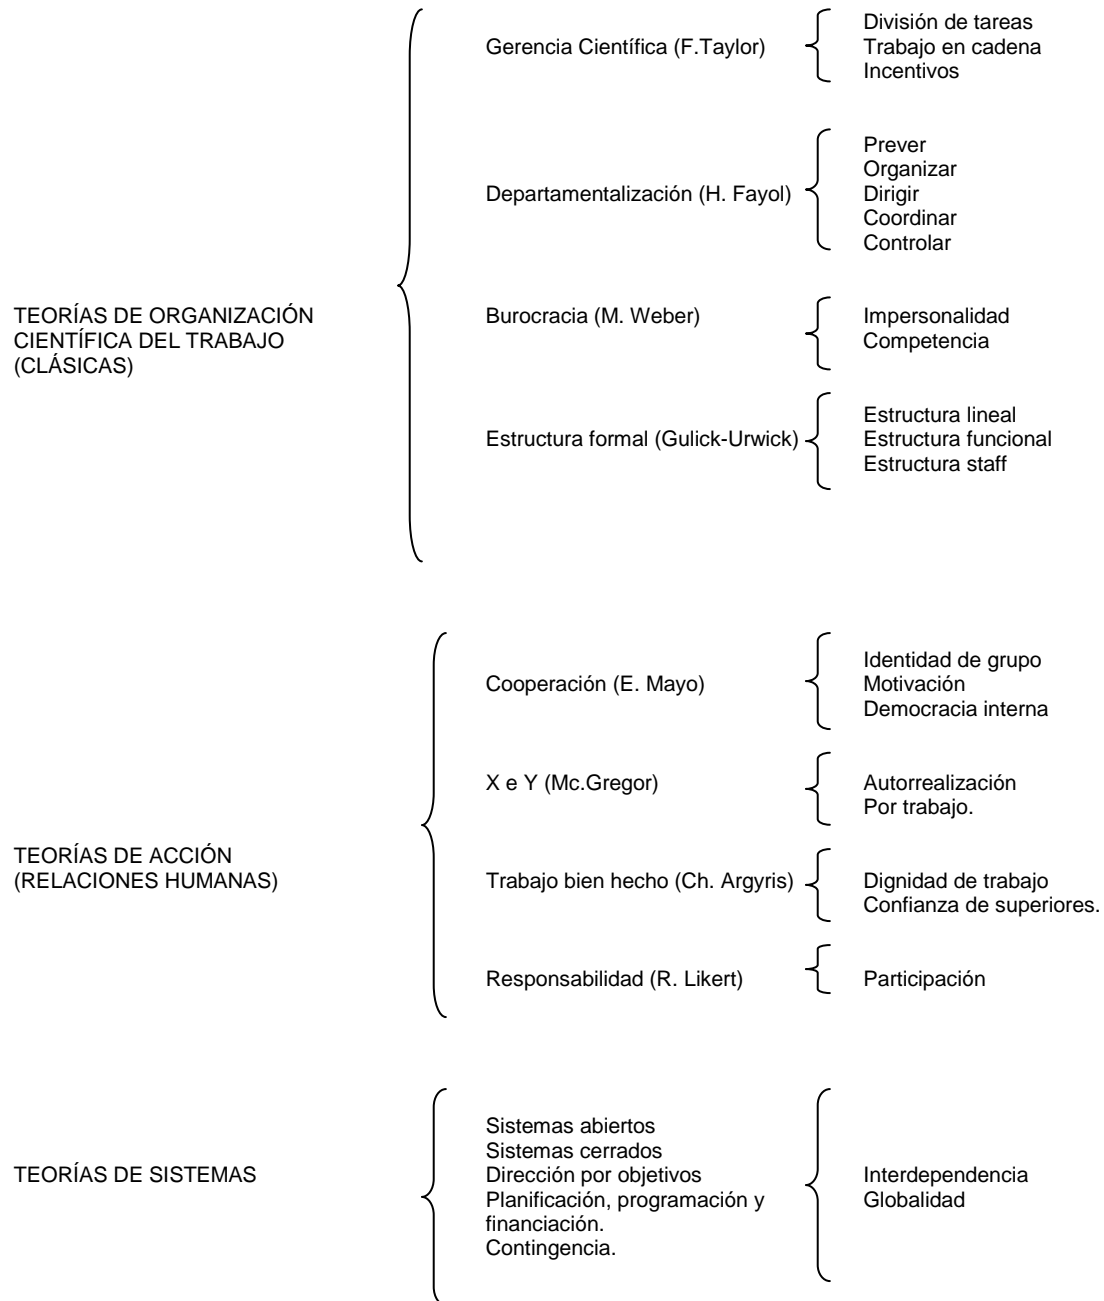 Gerencia Científica (F.Taylor)
División de tareas
Trabajo en cadena
Incentivos
Departamentalización (H. Fayol)
Prever
Organizar
Dirigir
Coordinar
Controlar
TEORÍAS DE ORGANIZACIÓN
CIENTÍFICA DEL TRABAJO
(CLÁSICAS)
Burocracia (M. Weber)
Impersonalidad
Competencia
Estructura formal (Gulick-Urwick)
Estructura lineal
Estructura funcional
Estructura staff
Cooperación (E. Mayo)
Identidad de grupo
Motivación
Democracia interna
X e Y (Mc.Gregor)
Autorrealización
Por trabajo.
TEORÍAS DE ACCIÓN
(RELACIONES HUMANAS)
Trabajo bien hecho (Ch. Argyris)
Dignidad de trabajo
Confianza de superiores.
Responsabilidad (R. Likert)
Participación
TEORÍAS DE SISTEMAS
Sistemas abiertos
Sistemas cerrados
Dirección por objetivos
Planificación, programación y
financiación.
Contingencia.
Interdependencia
Globalidad